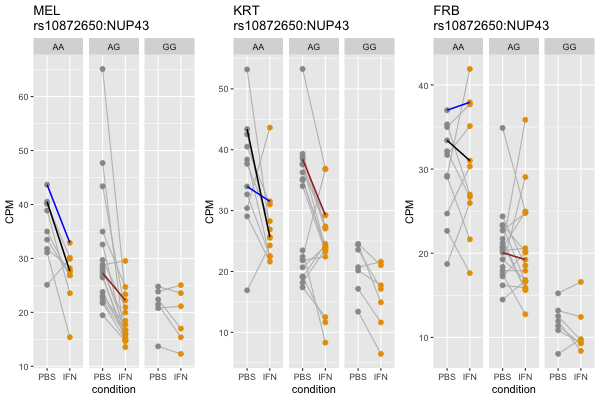 MEL
rs10872650:NUP43
AA AG GG
60
50
40
30
20
10
CPM
PBS IFN PBS IFN PBS IFN
condition
KRT
rs10872650:NUP43
AA AG GG
50
40
30
20
10
CPM
PBS IFN PBS IFN PBS IFN
condition
FRB
rs10872650:NUP43
AA AG GG
40
30
20
10
CPM
PBS IFN PBS IFN PBS IFN
condition